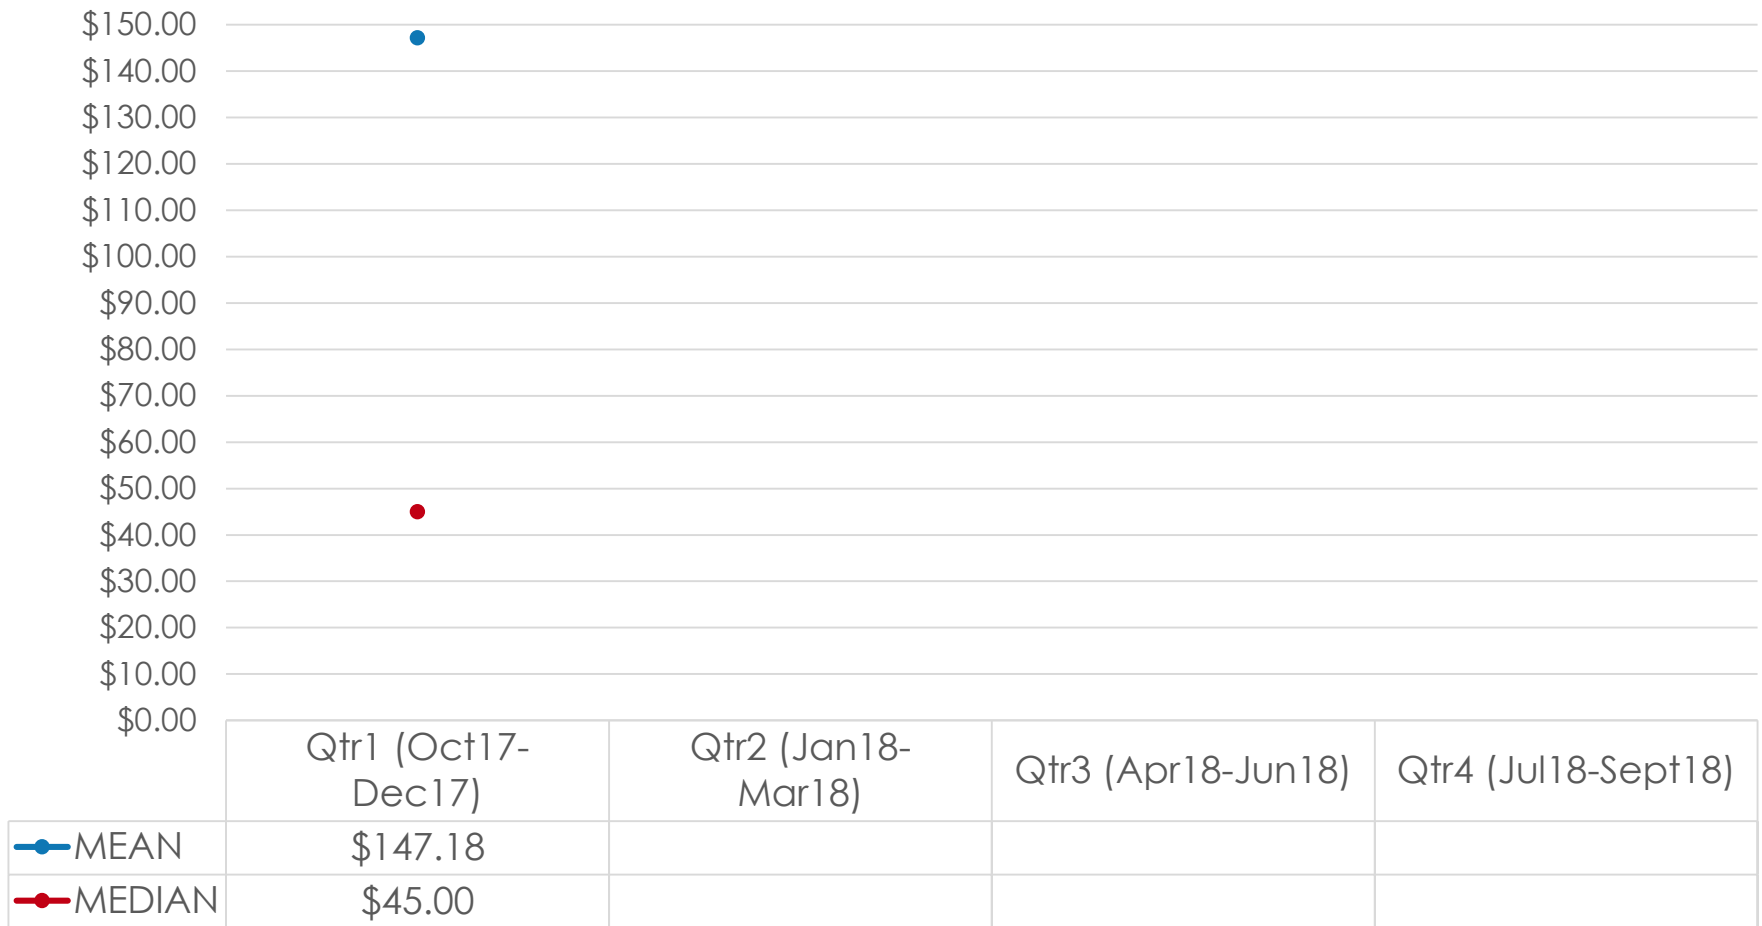 $150.00
$140.00
$130.00
$120.00
$110.00
$100.00
$90.00
$80.00
$70.00
$60.00
$50.00
$40.00
$30.00
$20.00
$10.00
$0.00
Qtr1 (Oct17-
Dec17)
Qtr2 (Jan18-
Mar18)
Qtr3 (Apr18-Jun18)
Qtr4 (Jul18-Sept18)
MEAN $147.18
MEDIAN $45.00